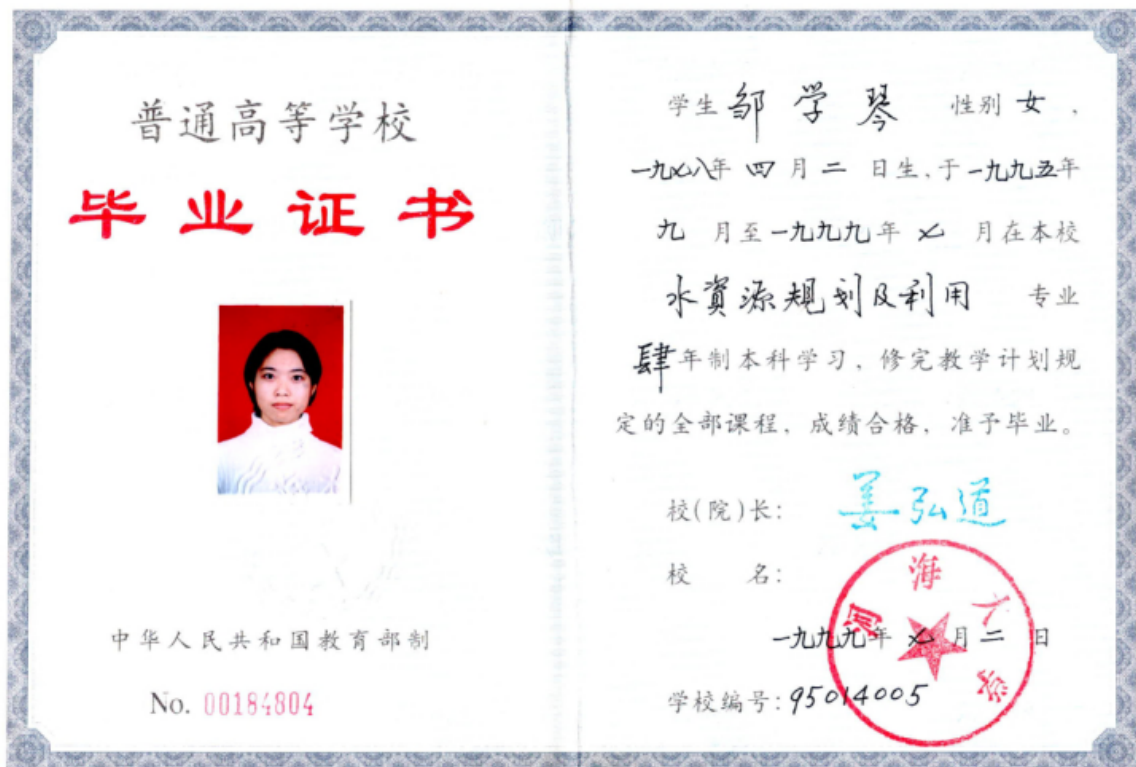 普通高等学校
毕业证书
中华人民共和国教育部制
No. 00184804
学生 邹学琴 性别 女 ,
一九七八年 四 月 二 日生,于一九九五年
九 月至一九九九年 七 月在本校
水資源规划及利用 专业
肆年制本科学习,修完教学计划规
定的全部课程,成绩合格,准予毕业。
校(院)长: 姜弘道
校 名:
河海大学
一九九九年 七 月 二 日
学校编号: 95014005